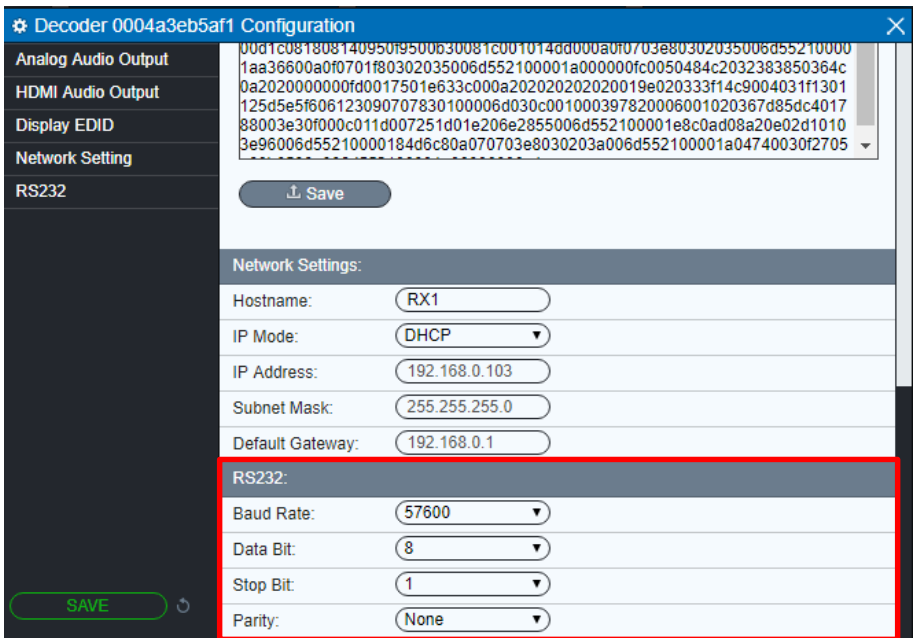 Decoder 0004a3eb5af1 Configuration
Analog Audio Output
HDMI Audio Output
Display EDID
Network Setting
RS232
SAVE
00d1c081808140950f9500b30081c001014dd000a0f0703e80302035006d55210000
1aa36600a0f0701f80302035006d552100001a000000fc0050484c2032383850364c
0a2020000000fd0017501e633c000a202020202020019e020333f14c9004031f1301
125d5e5f606123090707830100006d030c001000397820006001020367d85dc4017
88003e30f000c011d007251d01e206e2855006d552100001e8c0ad08a20e02d1010
3e96006d55210000184d6c80a070703e8030203a006d552100001a04740030f2705
Save
Network Settings:
Hostname: RX1
IP Mode: DHCP
IP Address: 192.168.0.103
Subnet Mask: 255.255.255.0
Default Gateway: 192.168.0.1
RS232:
Baud Rate: 57600
Data Bit: 8
Stop Bit: 1
Parity: None